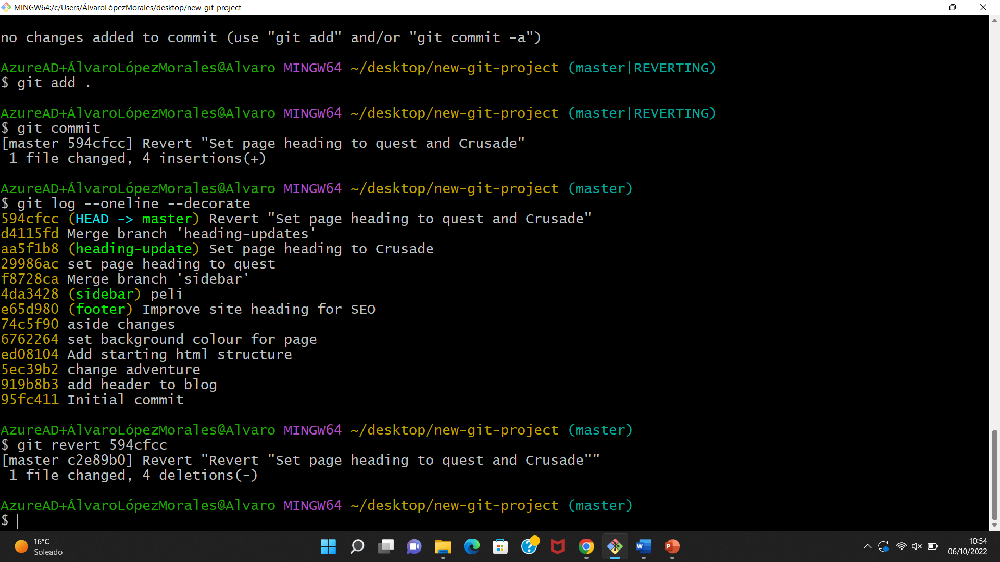 MINGW64:/c/Users/ÁlvaroLópezMorales/desktop/new-git-project
no changes added to commit (use "git add" and/or "git commit -a")
AzureAD+ÁlvaroLópezMorales@Alvaro MINGW64 ~/desktop/new-git-project (master|REVERTING)
$ git add .
AzureAD+ÁlvaroLópezMorales@Alvaro MINGW64 ~/desktop/new-git-project (master|REVERTING)
$ git commit
[master 594cfcc] Revert "Set page heading to quest and Crusade"
 1 file changed, 4 insertions(+)
AzureAD+ÁlvaroLópezMorales@Alvaro MINGW64 ~/desktop/new-git-project (master)
$ git log --oneline --decorate
594cfcc (HEAD -> master) Revert "Set page heading to quest and Crusade"
d4115fd Merge branch 'heading-updates'
aa5f1b8 (heading-update) Set page heading to Crusade
29986ac set page heading to quest
f8728ca Merge branch 'sidebar'
4da3428 (sidebar) peli
e65d980 (footer) Improve site heading for SEO
74c5f90 aside changes
6762264 set background colour for page
ed08104 Add starting html structure
5ec39b2 change adventure
919b8b3 add header to blog
95fc411 Initial commit
AzureAD+ÁlvaroLópezMorales@Alvaro MINGW64 ~/desktop/new-git-project (master)
$ git revert 594cfcc
[master c2e89b0] Revert "Revert "Set page heading to quest and Crusade""
 1 file changed, 4 deletions(-)
AzureAD+ÁlvaroLópezMorales@Alvaro MINGW64 ~/desktop/new-git-project (master)
$
16°C
Soleado
10:54
06/10/2022